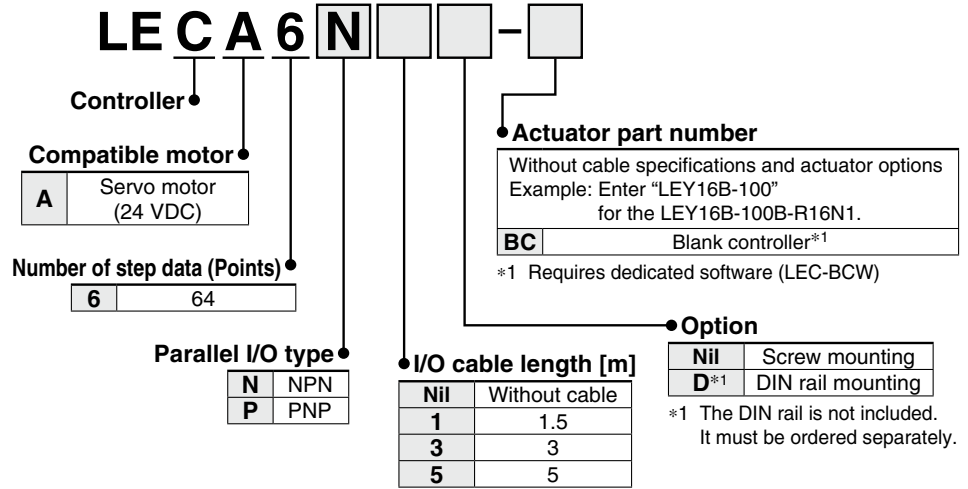 LECA6N -
Controller
Compatible motor
A Servo motor
(24 VDC)
Number of step data (Points)
6 64
Parallel I/O type
N NPN
P PNP
I/O cable length [m]
Nil Without cable
1 1.5
3 3
5 5
Actuator part number
Without cable specifications and actuator options
Example: Enter “LEY16B-100”
for the LEY16B-100B-R16N1.
BC Blank controller*1
*1 Requires dedicated software (LEC-BCW)
Option
Nil Screw mounting
D*1 DIN rail mounting
*1 The DIN rail is not included.
It must be ordered separately.